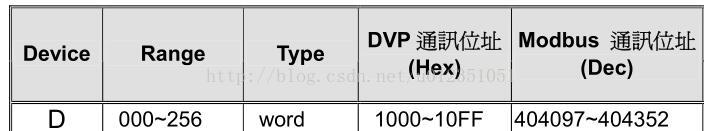 Device Range Type DVP 通訊位址 (Hex) Modbus 通訊位址 (Dec)
D 000~256 word 1000~10FF 404097~404352